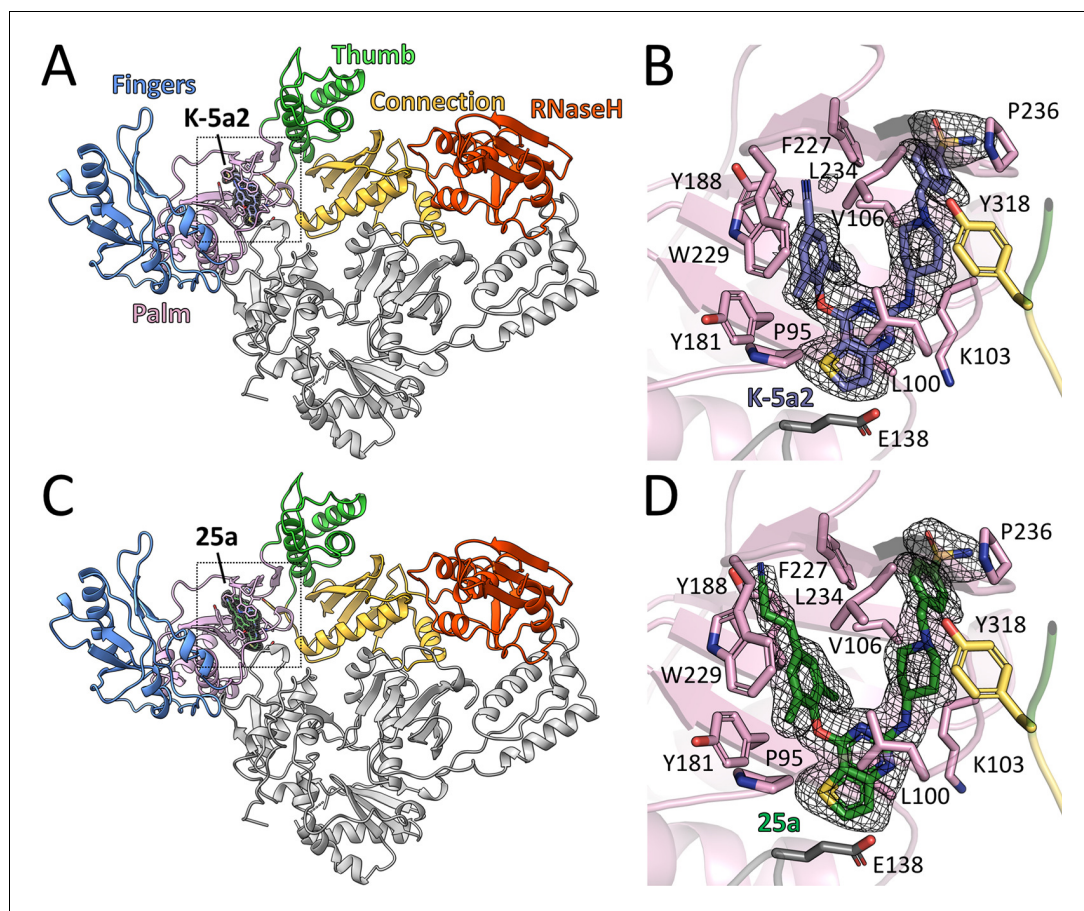 A
Thumb
Fingers
Connection
RNaseH
K-5a2
Palm
B
P236
F227
L234
Y188
Y318
V106
W229
P95
Y181
K103
L100
K-5a2
E138
C
25a
D
P236
F227
Y188
L234
Y318
V106
W229
P95
Y181
K103
L100
25a
E138